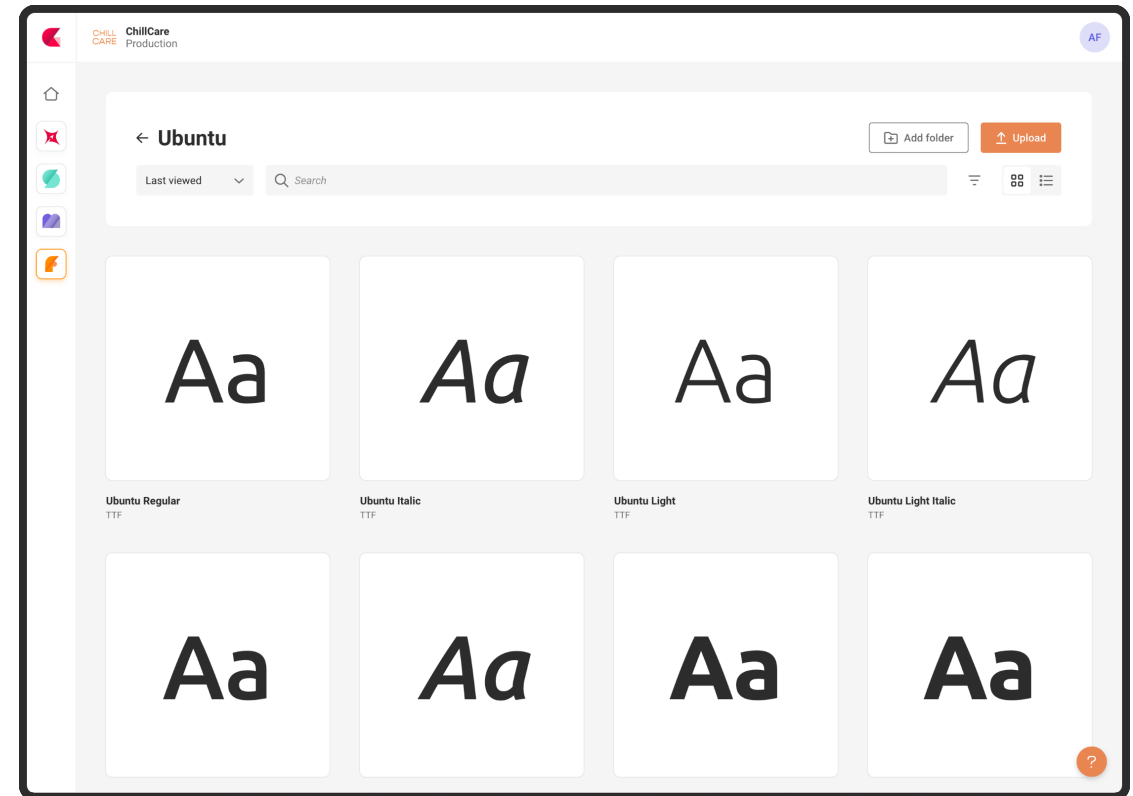 CHILL
CARE
ChillCare
Production
AF
Ubuntu
Add folder
Upload
Last viewed
Search
Aa
Aa
Aa
Aa
Ubuntu Regular
TTF
Ubuntu Italic
TTF
Ubuntu Light
TTF
Ubuntu Light Italic
TTF
Aa
Aa
Aa
Aa
?